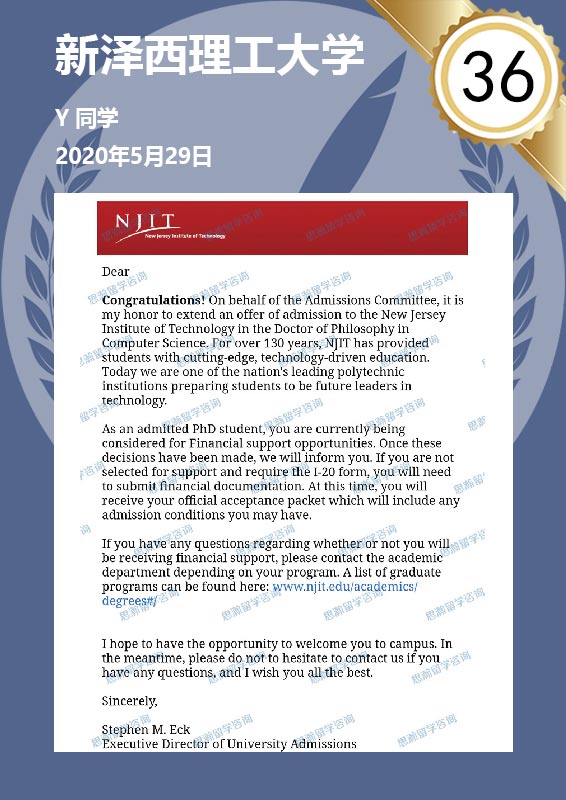 新泽西理工大学
36
Y 同学
2020年5月29日
NJIT
New Jersey Institute of Technology
Dear
Congratulations! On behalf of the Admissions Committee, it is
my honor to extend an offer of admission to the New Jersey
Institute of Technology in the Doctor of Philosophy in
Computer Science. For over 130 years, NJIT has provided
students with cutting-edge, technology-driven education.
Today we are one of the nation's leading polytechnic
institutions preparing students to be future leaders in
technology.
As an admitted PhD student, you are currently being
considered for Financial support opportunities. Once these
decisions have been made, we will inform you. If you are not
selected for support and require the I-20 form, you will need
to submit financial documentation. At this time, you will
receive your official acceptance packet which will include any
admission conditions you may have.
If you have any questions regarding whether or not you will
be receiving financial support, please contact the academic
department depending on your program. A list of graduate
programs can be found here: www.njit.edu/academics/
degrees#/
I hope to have the opportunity to welcome you to campus. In
the meantime, please do not to hesitate to contact us if you
have any questions, and I wish you all the best.
Sincerely,
Stephen M. Eck
Executive Director of University Admissions
思瀚留学咨询